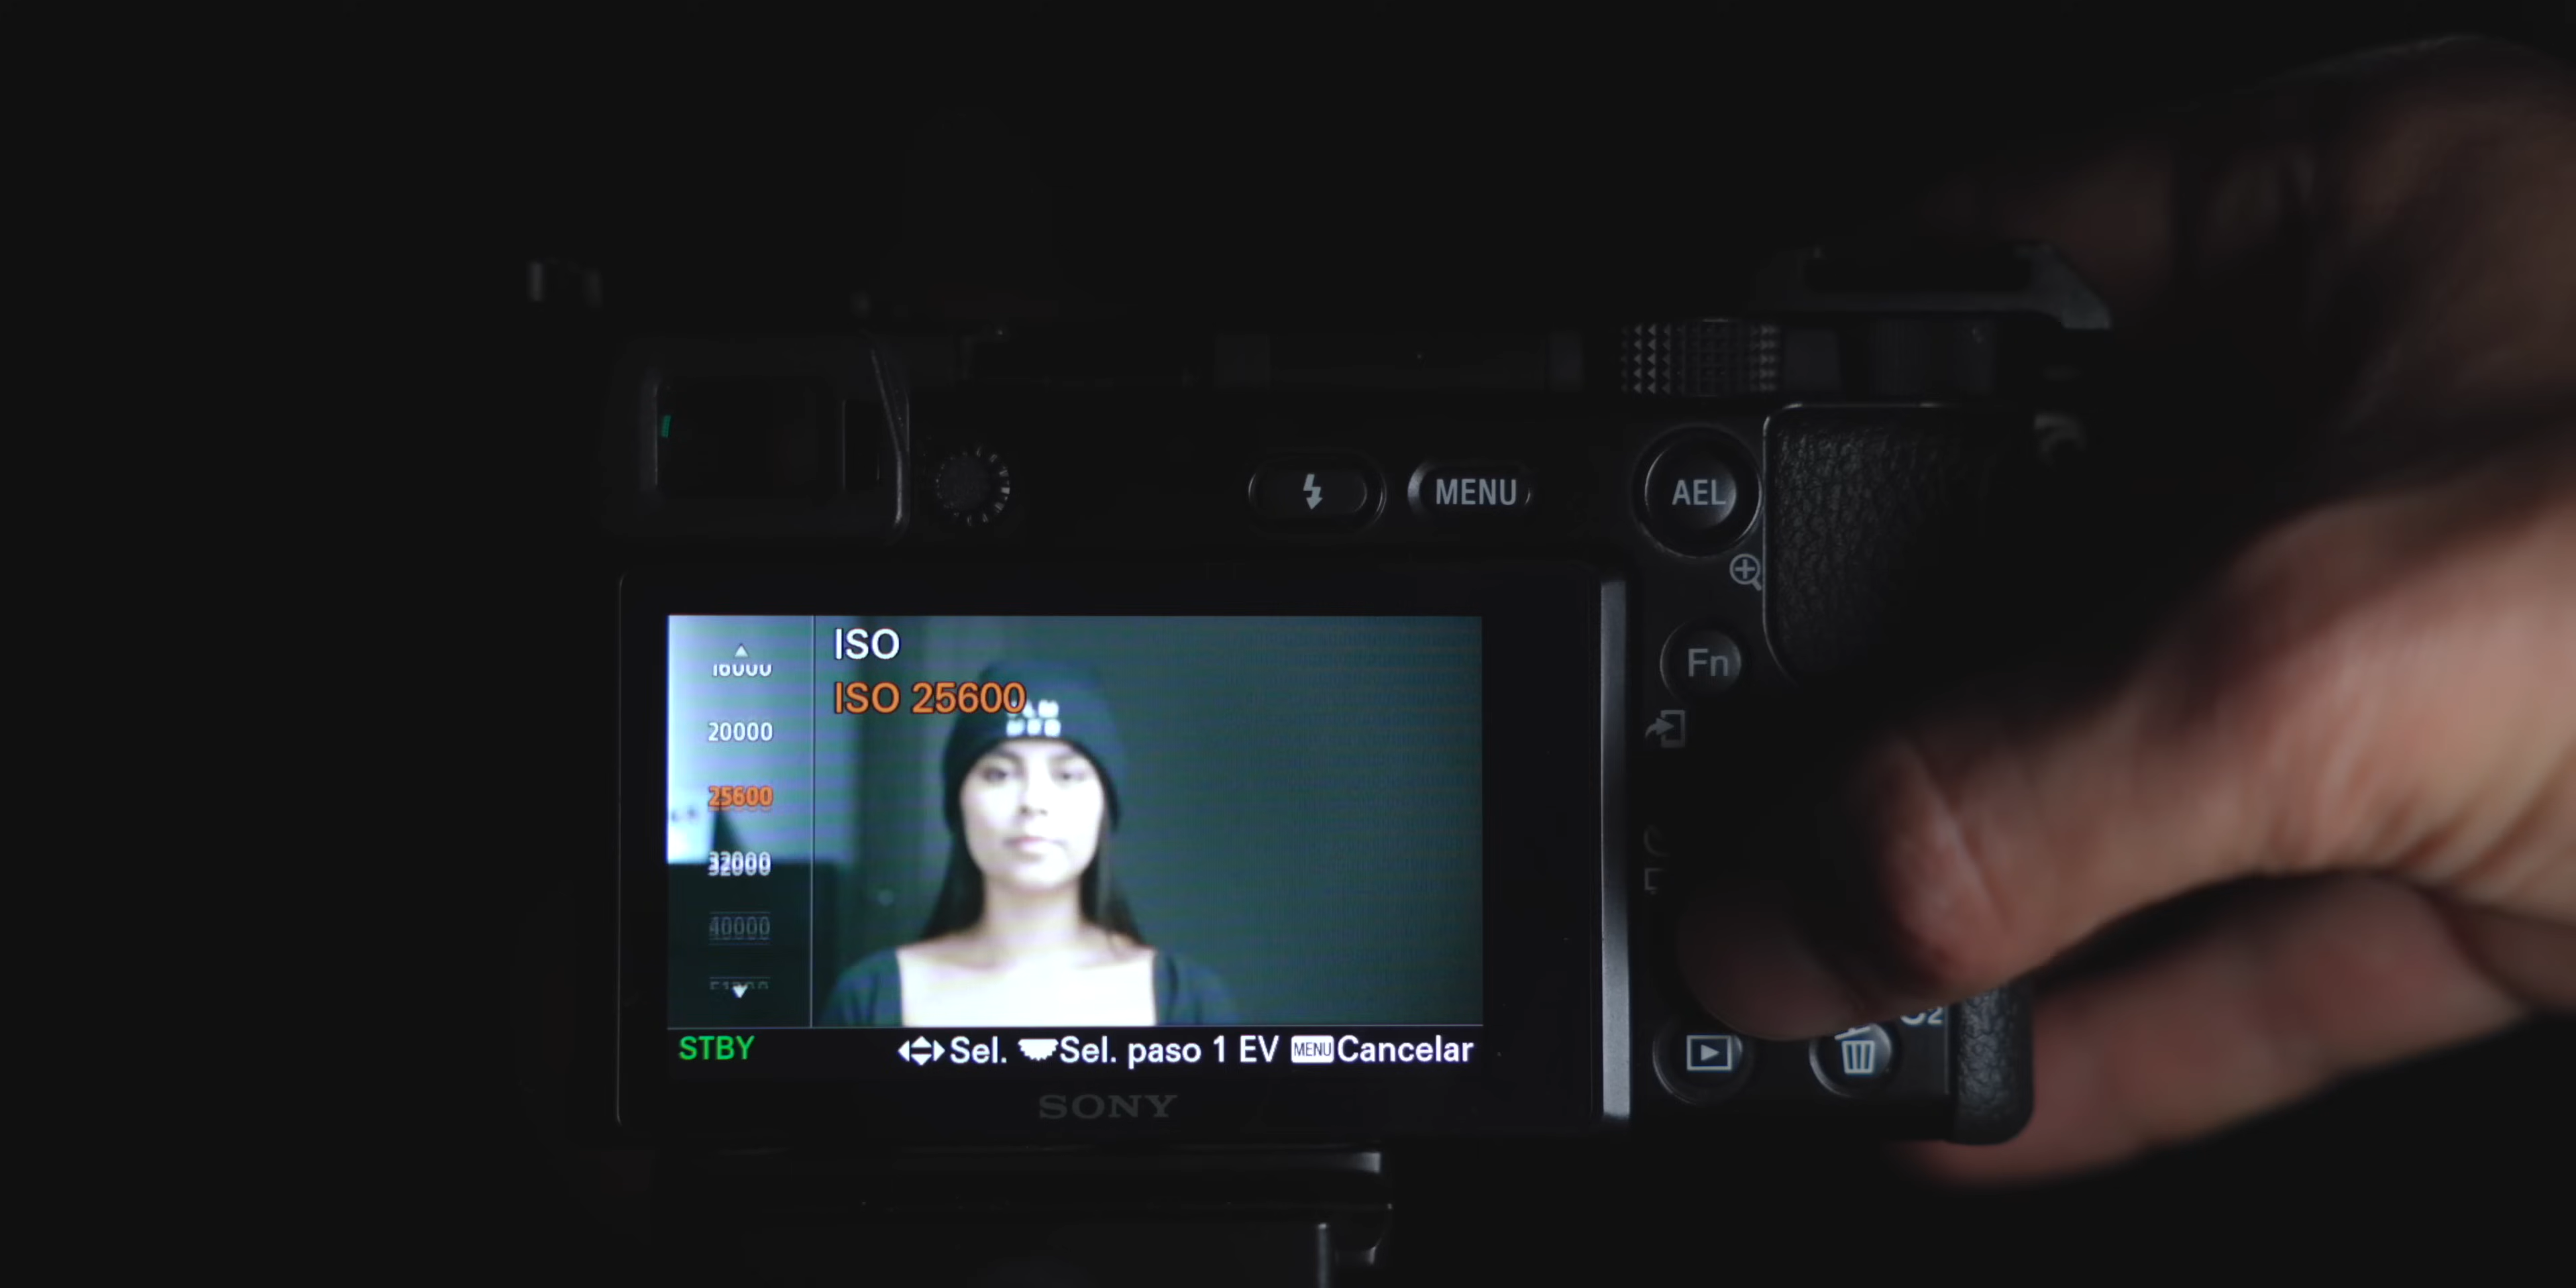 MENU
AEL
Fn
ISO
ISO 25600
16000
20000
25600
32000
40000
STBY
Sel. Sel. paso 1 EV MENU Cancelar
SONY